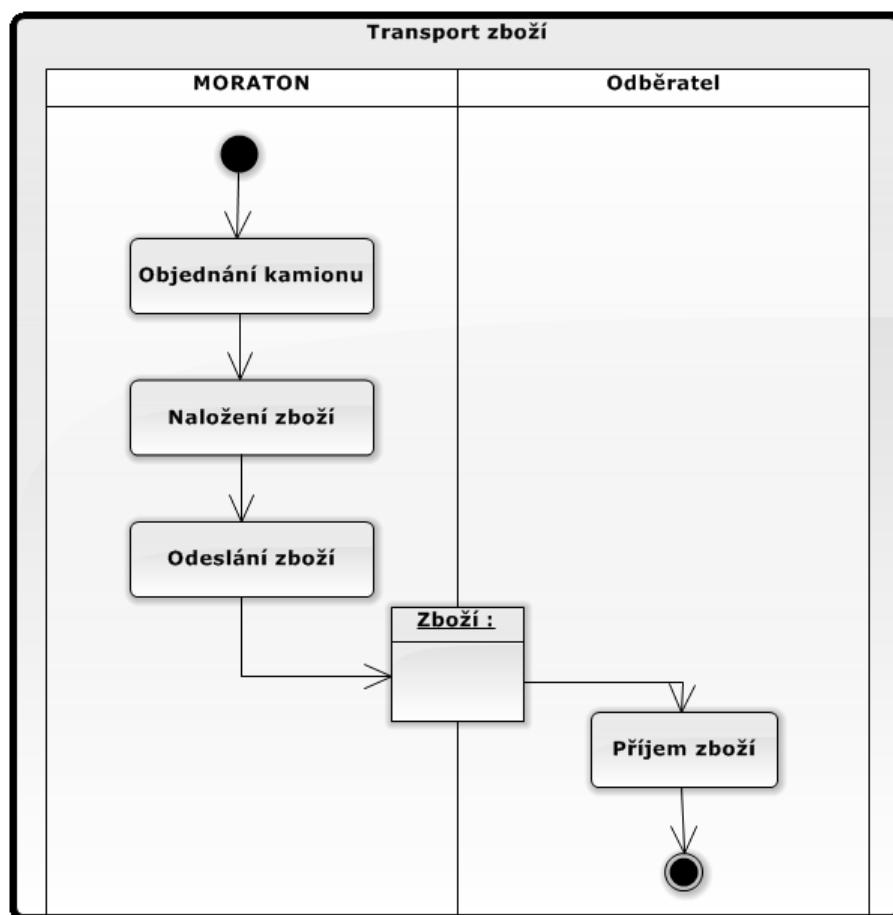 Transport zboží
MORATON
Odběratel
Objednání kamionu
Naložení zboží
Odeslání zboží
Zboží :
Příjem zboží